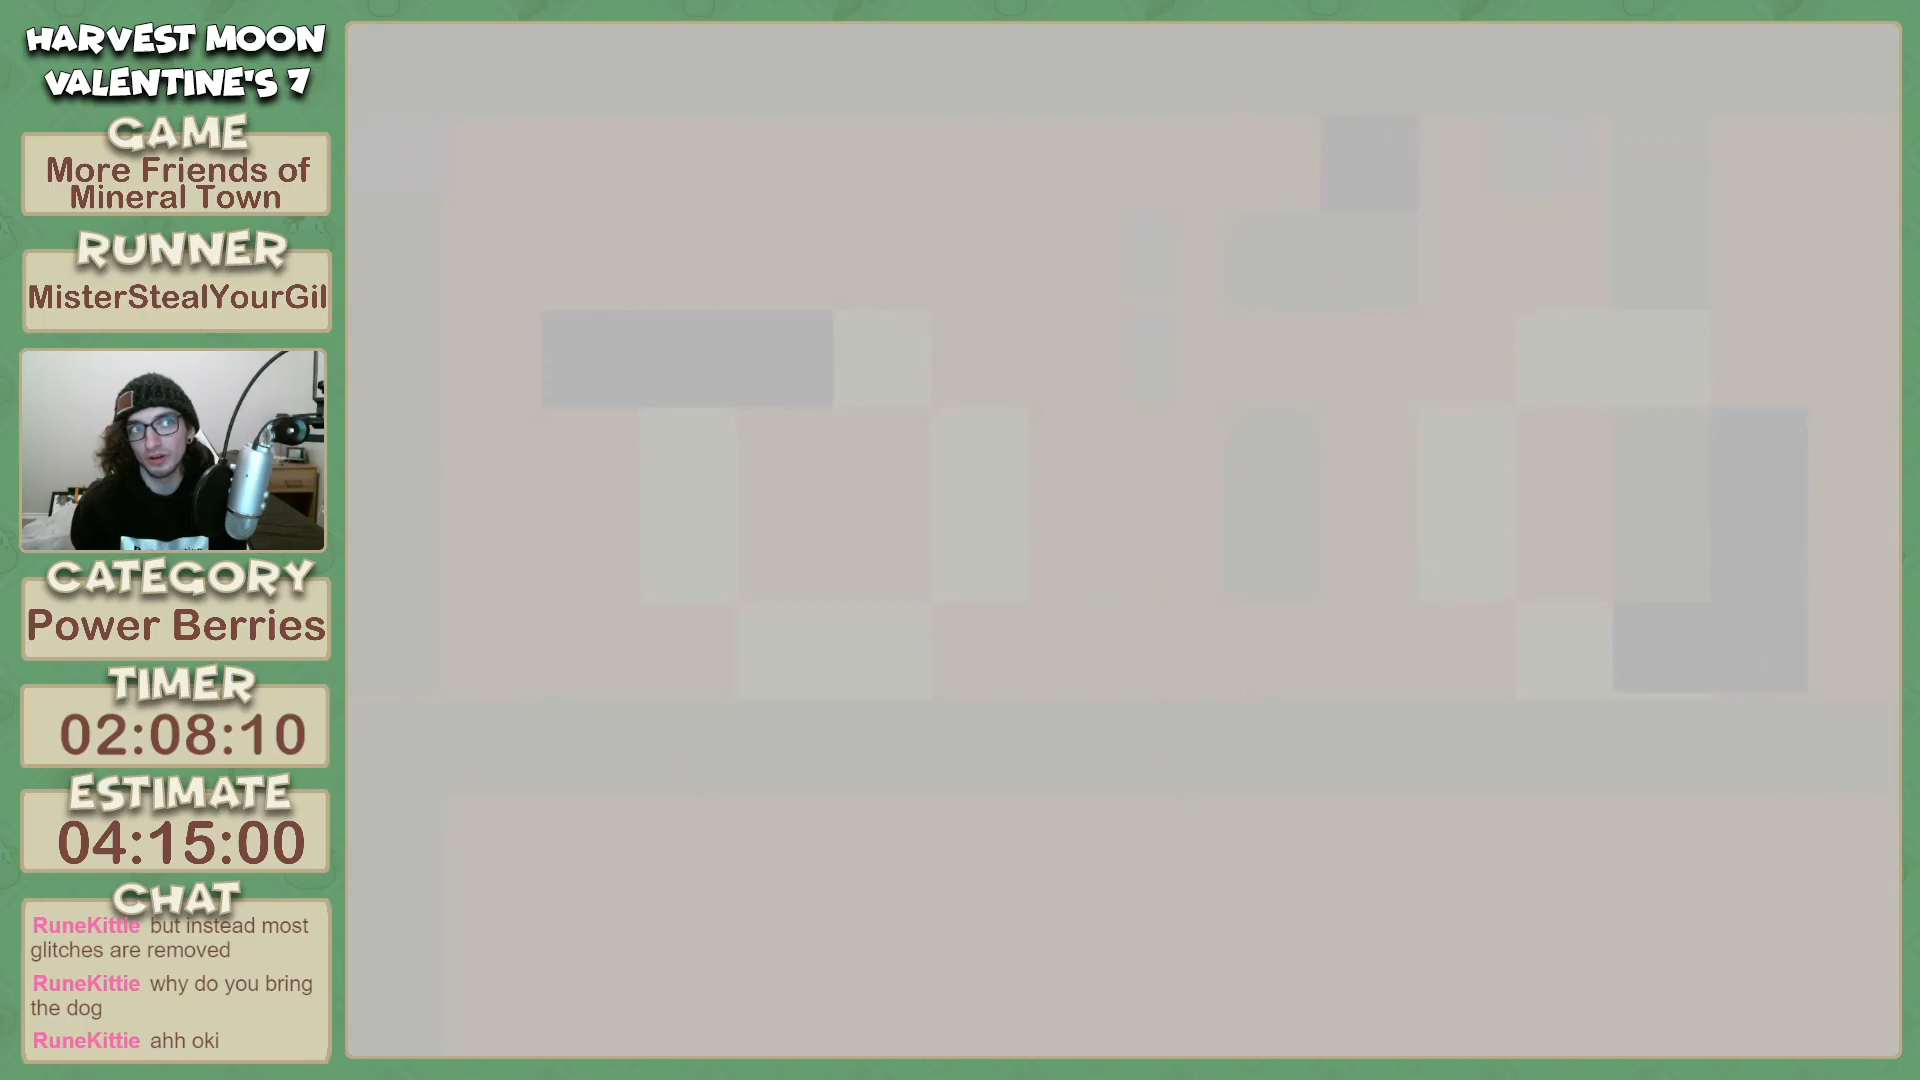 HARVEST MOON
VALENTINE'S 7
GAME
More Friends of
Mineral Town
RUNNER
MisterStealYourGil
CATEGORY
Power Berries
TIMER
02:08:10
ESTIMATE
04:15:00
CHAT
RuneKittie but instead most
glitches are removed
RuneKittie why do you bring
the dog
RuneKittie ahh oki